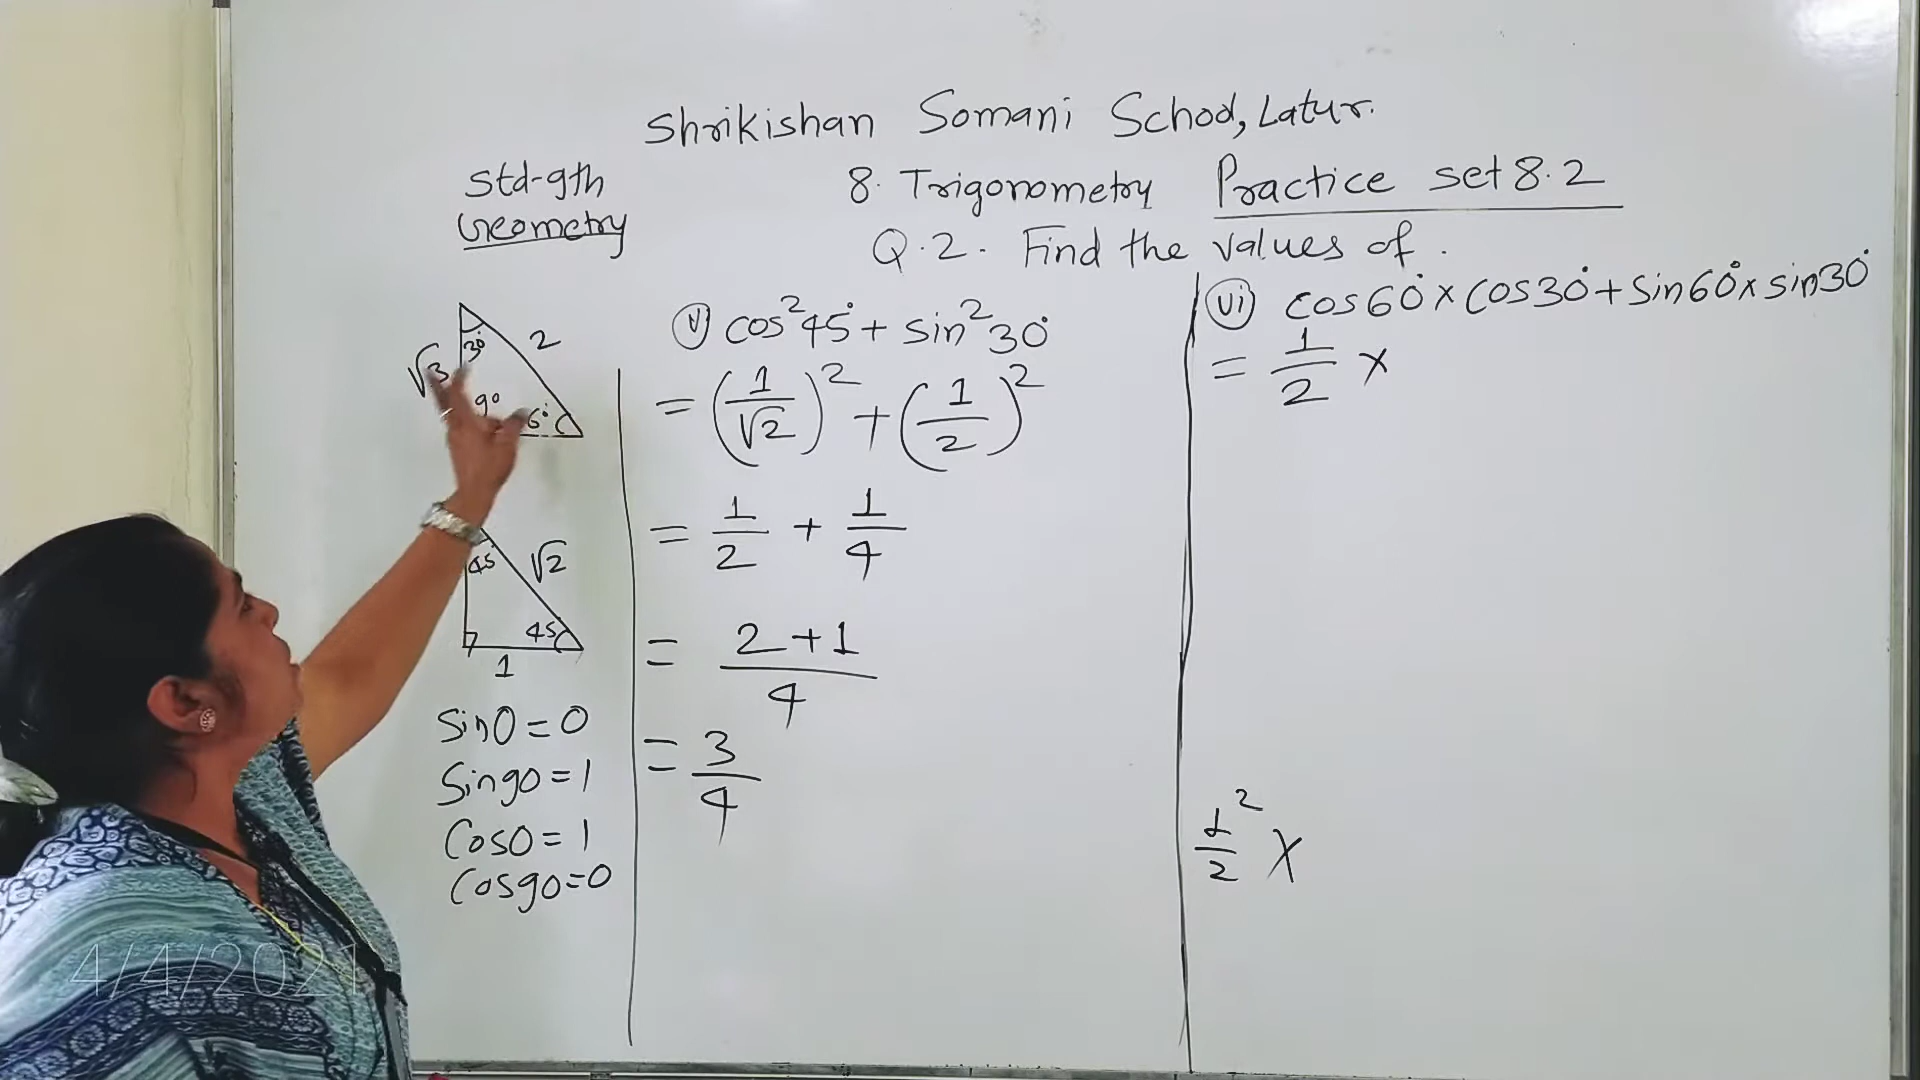 Shrikishan Somani School, Latur.
Std-9th
Geometry
8. Trigonometry Practice set 8.2
Q.2. Find the values of.
30°
2
√3
90
60°
45
√2
45
1
Sin0=0
Sin90=1
Cos0=1
Cos90=0
(v) cos²45°+ sin²30°
= (1/√2)² + (1/2)²
= 1/2 + 1/4
= 2+1/4
= 3/4
(vi) cos60°×cos30°+sin60°×sin30°
= 1/2 ×
1/2 2 ×
4/4/2021